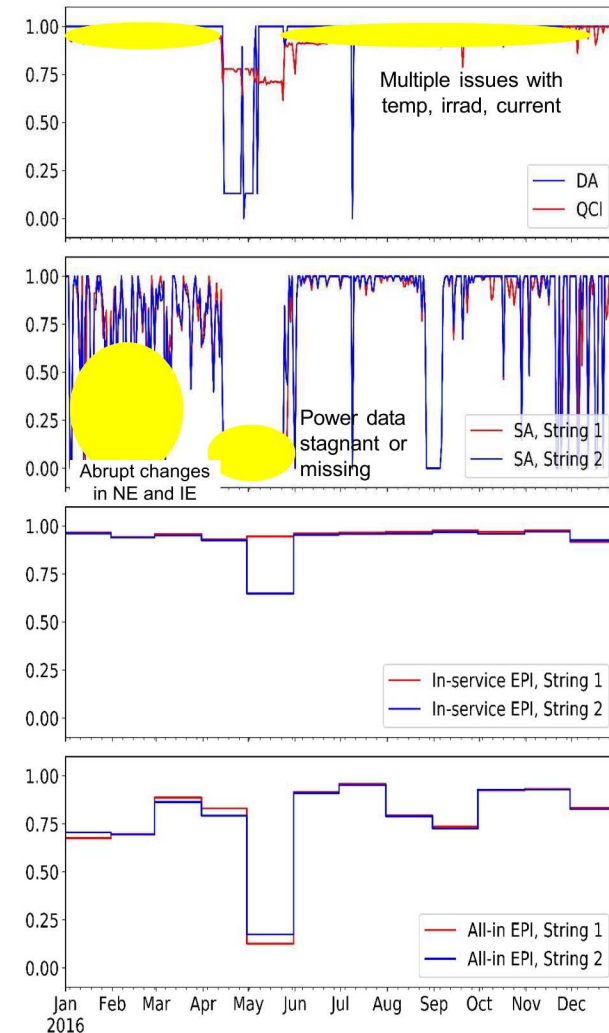 1.00
0.75
0.50
0.25
0.00
Multiple issues with
temp, irrad, current
DA
QCI
1.00
0.75
0.50
0.25
0.00
Abrupt changes
in NE and IE
Power data
stagnant or
missing
SA, String 1
SA, String 2
1.00
0.75
0.50
0.25
0.00
In-service EPI, String 1
In-service EPI, String 2
1.00
0.75
0.50
0.25
0.00
All-in EPI, String 1
All-in EPI, String 2
Jan Feb Mar Apr May Jun Jul Aug Sep Oct Nov Dec
2016